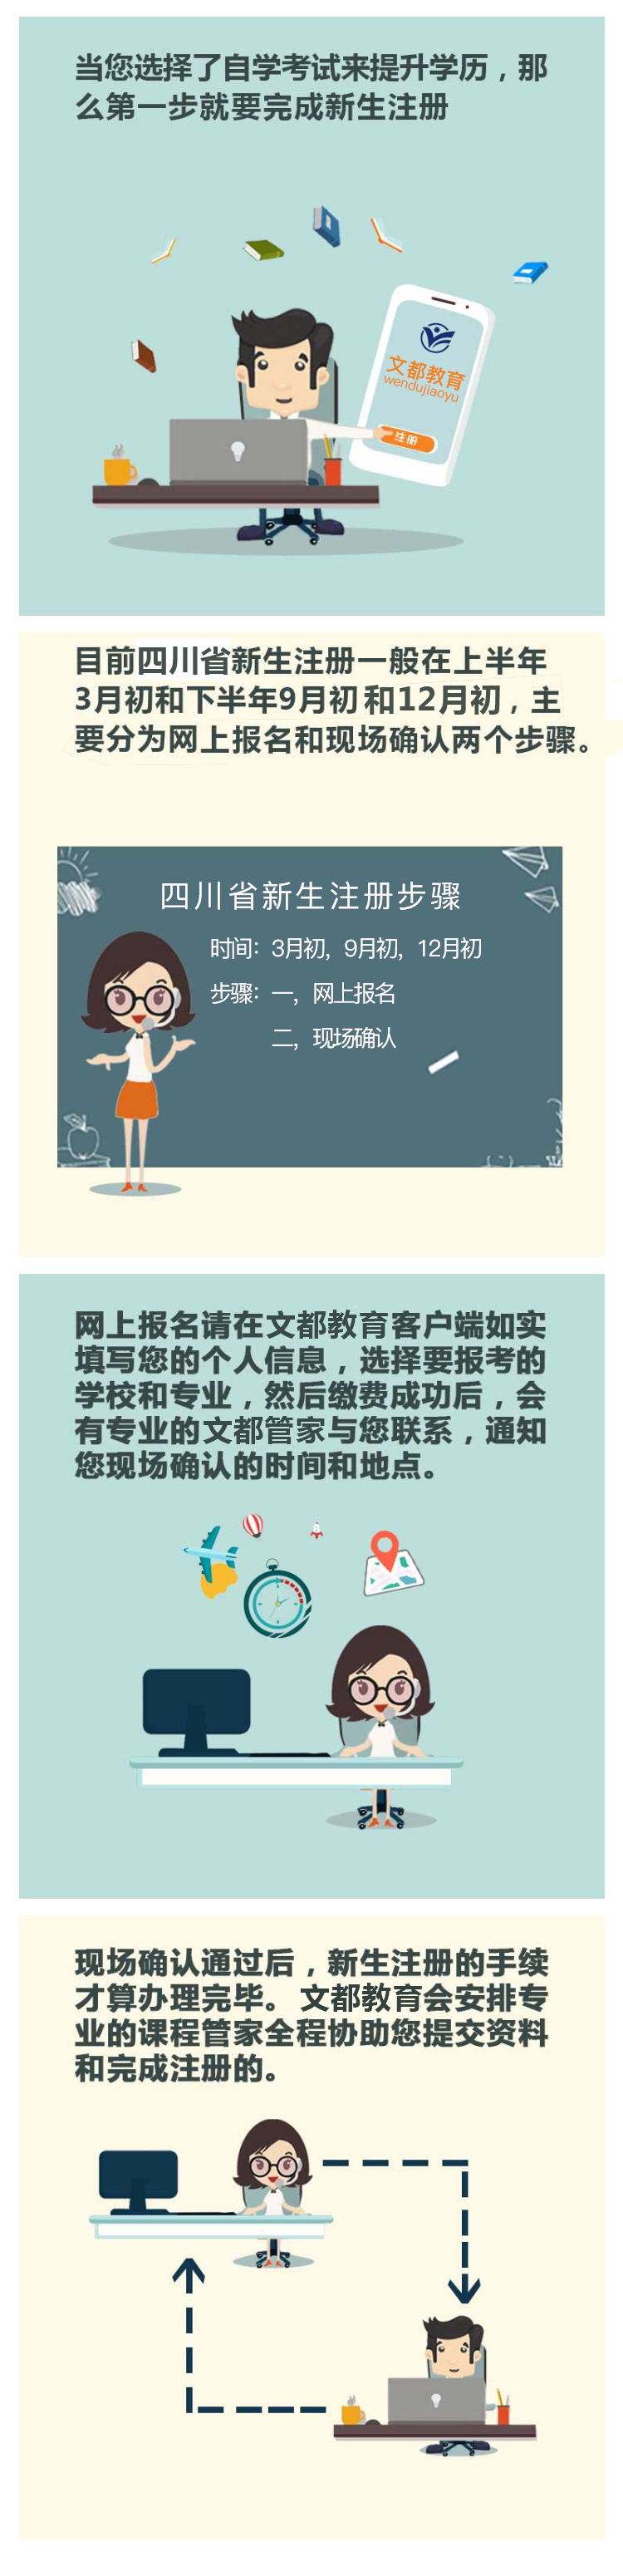 当您选择了自学考试来提升学历，那
么第一步就要完成新生注册
文都教育
wendujiaoyu
注册
目前四川省新生注册一般在上半年
3月初和下半年9月初和12月初，主
要分为网上报名和现场确认两个步骤。
四川省新生注册步骤
时间：3月初，9月初，12月初
步骤：一，网上报名
二，现场确认
网上报名请在文都教育客户端如实
填写您的个人信息，选择要报考的
学校和专业，然后缴费成功后，会
有专业的文都管家与您联系，通知
您现场确认的时间和地点。
现场确认通过后，新生注册的手续
才算办理完毕。文都教育会安排专
业的课程管家全程协助您提交资料
和完成注册的。